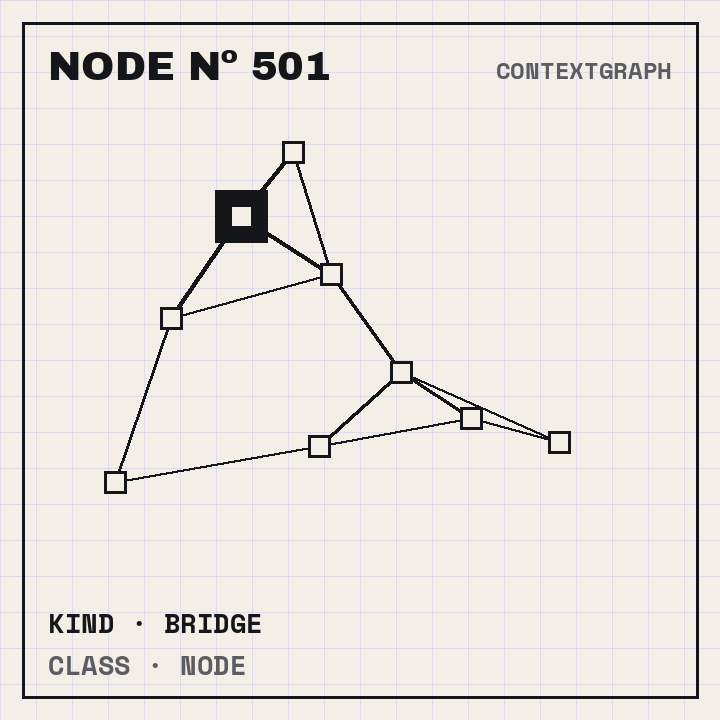 NODE Nº 501
CONTEXTGRAPH
KIND · BRIDGE
CLASS · NODE